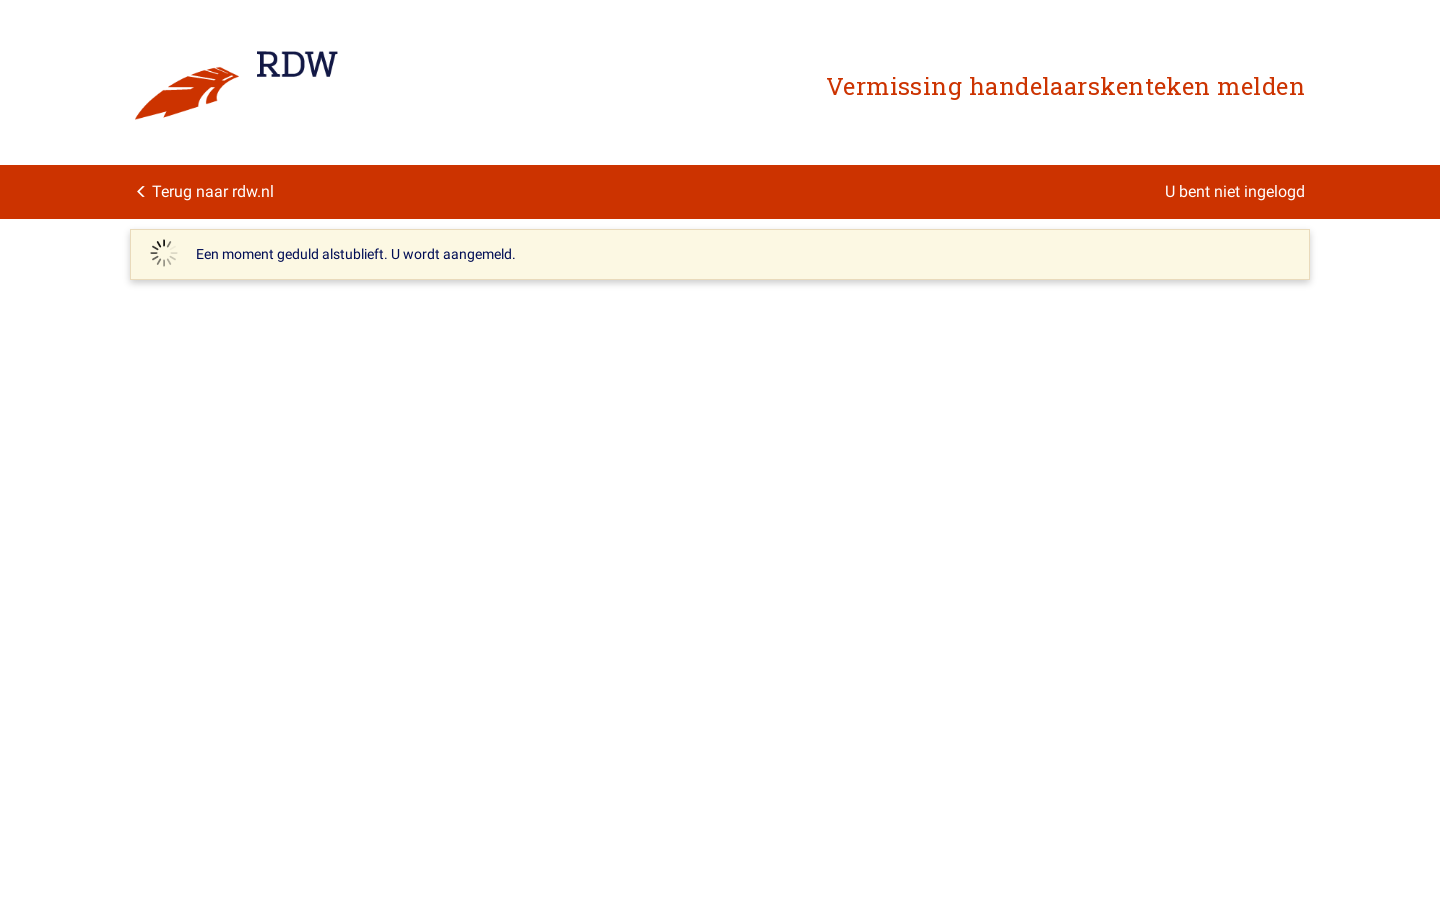 RDW
Vermissing handelaarskenteken melden
Terug naar rdw.nl
U bent niet ingelogd
Een moment geduld alstublieft. U wordt aangemeld.